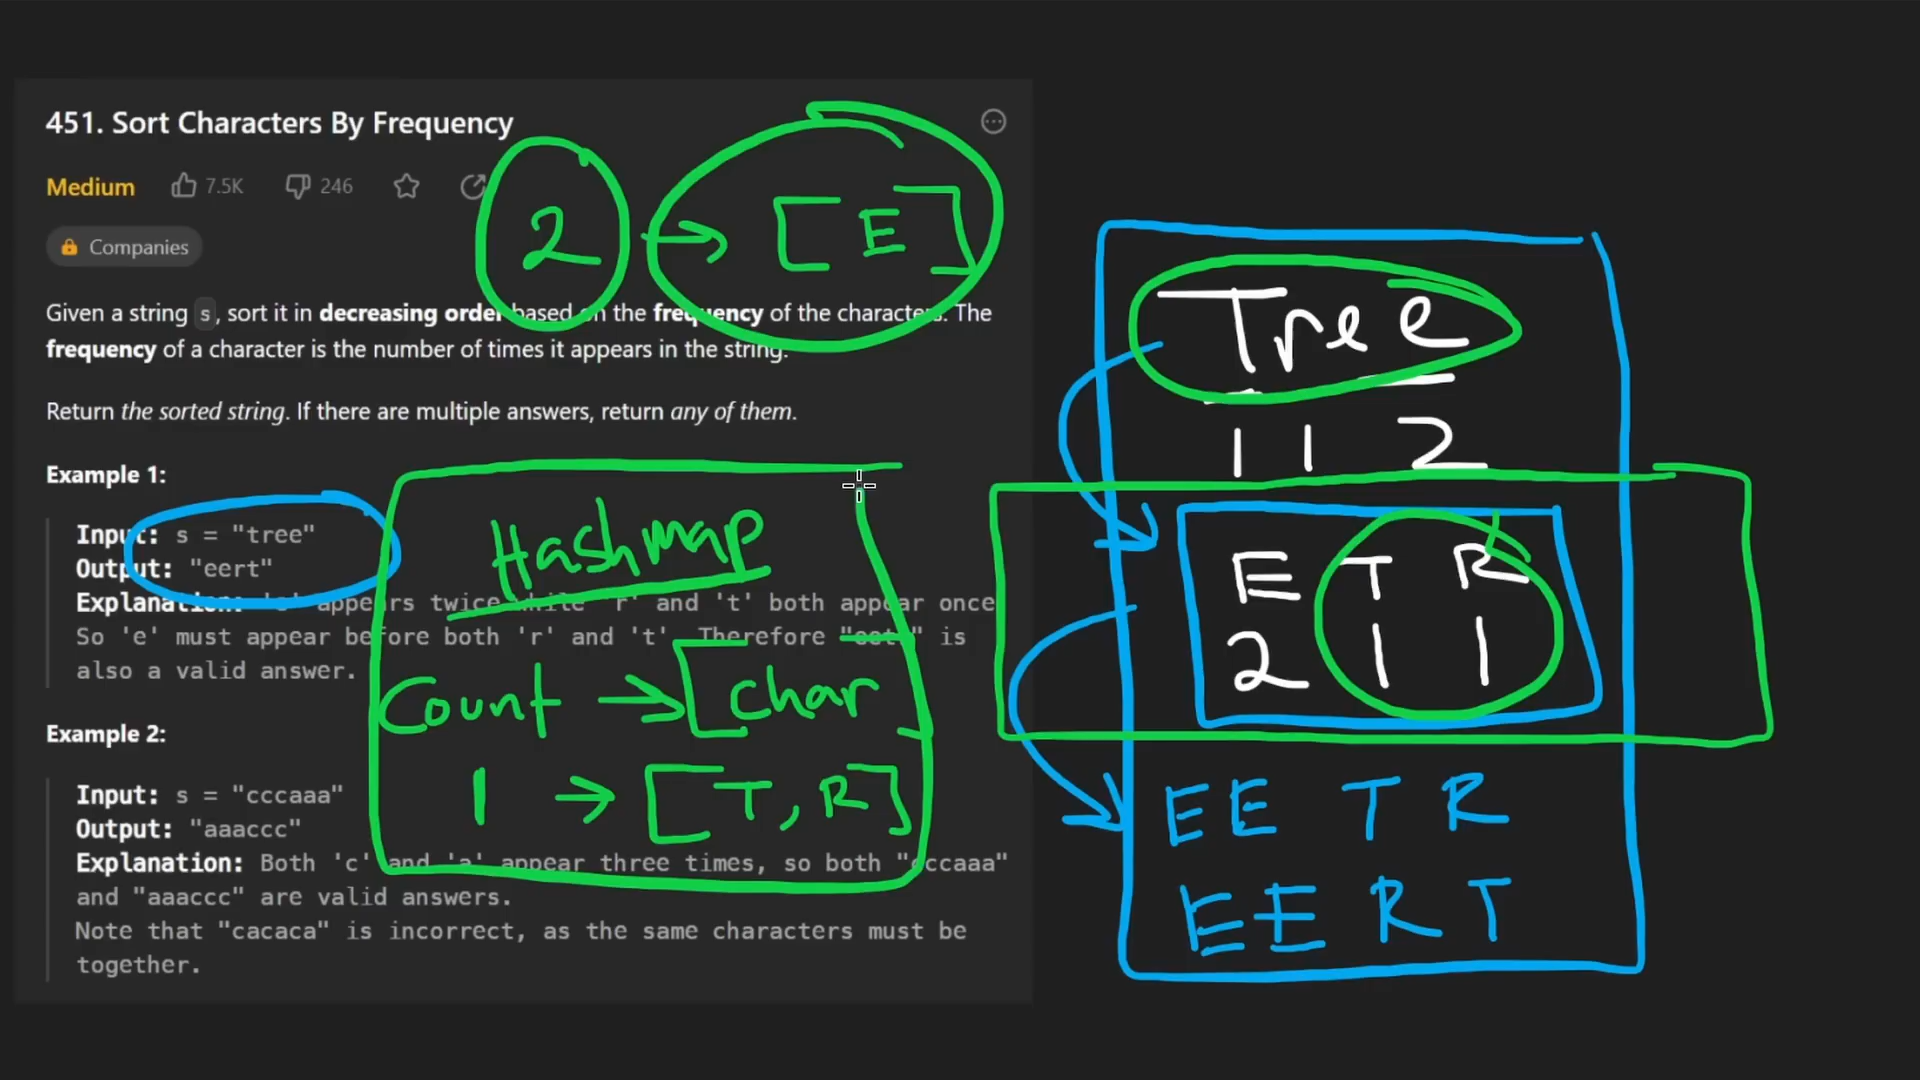 451. Sort Characters By Frequency
Medium 7.5K 246
Companies
2 → [E]
Given a string s, sort it in decreasing order based on the frequency of the characters. The
frequency of a character is the number of times it appears in the string.
Return the sorted string. If there are multiple answers, return any of them.
Example 1:
Input: s = "tree"
Output: "eert"
Explanation: 'e' appears twice while 'r' and 't' both appear once
So 'e' must appear before both 'r' and 't'. Therefore "eetr" is
also a valid answer.
Example 2:
Input: s = "cccaaa"
Output: "aaaccc"
Explanation: Both 'c' and 'a' appear three times, so both "cccaaa"
and "aaaccc" are valid answers.
Note that "cacaca" is incorrect, as the same characters must be
together.
Hashmap
Count → [char]
1 → [T, R]
Tree
1 1 2
E T R
2 1 1
EE T R
EE R T